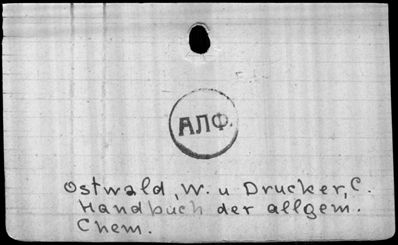 АЛФ.
Ostwald, W. u Drucker, C.
Handbuch der allgem.
Chem.